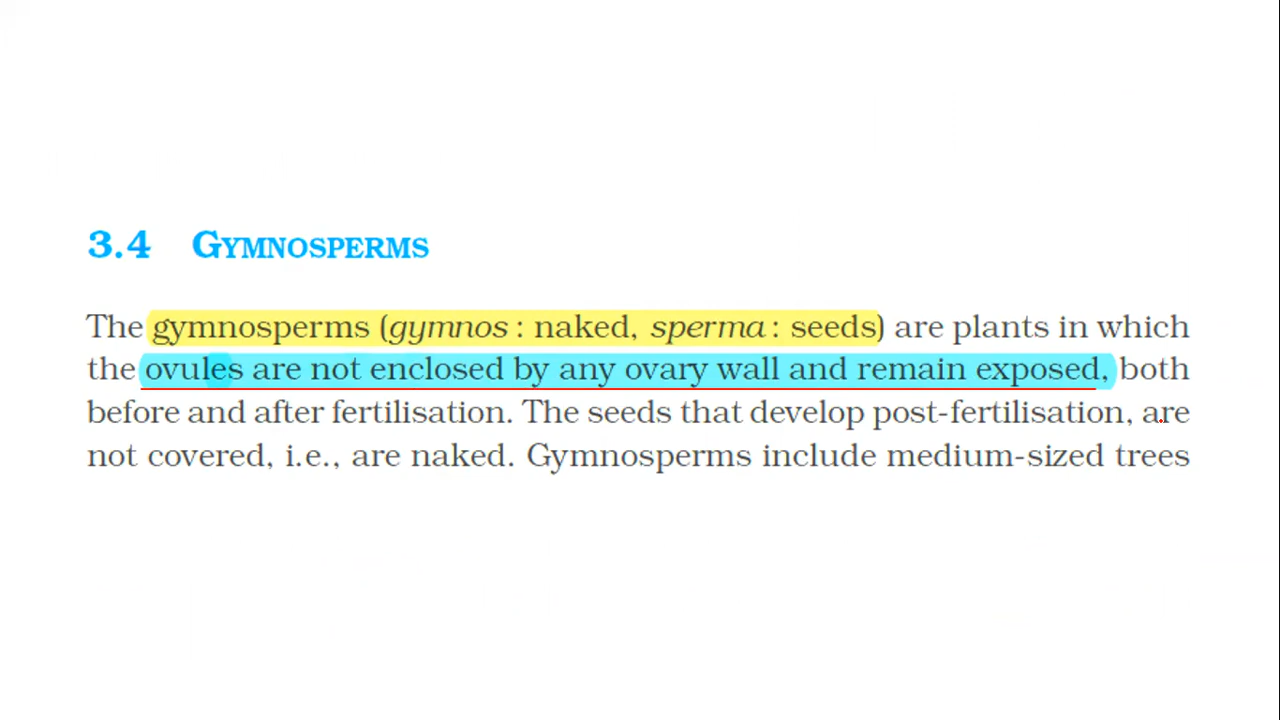 3.4 GYMNOSPERMS
The gymnosperms (gymnos : naked, sperma : seeds) are plants in which
the ovules are not enclosed by any ovary wall and remain exposed, both
before and after fertilisation. The seeds that develop post-fertilisation, are
not covered, i.e., are naked. Gymnosperms include medium-sized trees